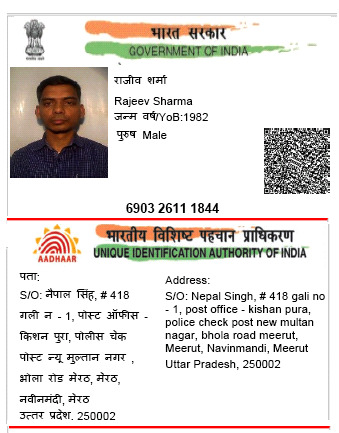 भारत सरकार
GOVERNMENT OF INDIA
राजीव शर्मा
Rajeev Sharma
जन्म वर्ष/YoB:1982
पुरुष Male
6903 2611 1844
भारतीय विशिष्ट पहचान प्राधिकरण
UNIQUE IDENTIFICATION AUTHORITY OF INDIA
AADHAAR
पता:
S/O: नेपाल सिंह, # 418
गली न - 1, पोस्ट ऑफीस -
किशन पुरा, पोलीस चेक
पोस्ट न्यू मुल्तान नगर ,
भोला रोड मेरठ, मेरठ,
नवीनमंदी, मेरठ
उत्तर प्रदेश. 250002
Address:
S/O: Nepal Singh, # 418 gali no
- 1, post office - kishan pura,
police check post new multan
nagar, bhola road meerut,
Meerut, Navinmandi, Meerut
Uttar Pradesh, 250002